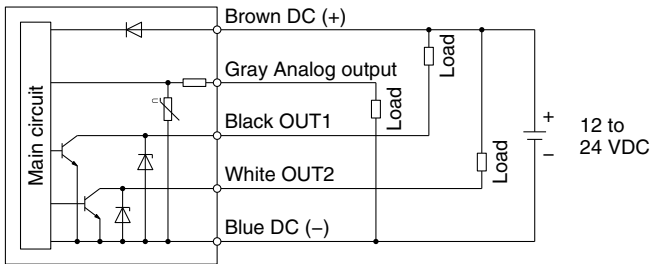 Brown DC (+)
Gray Analog output
Black OUT1
White OUT2
Blue DC (−)
Main circuit
Load
Load
Load
+
−
12 to
24 VDC